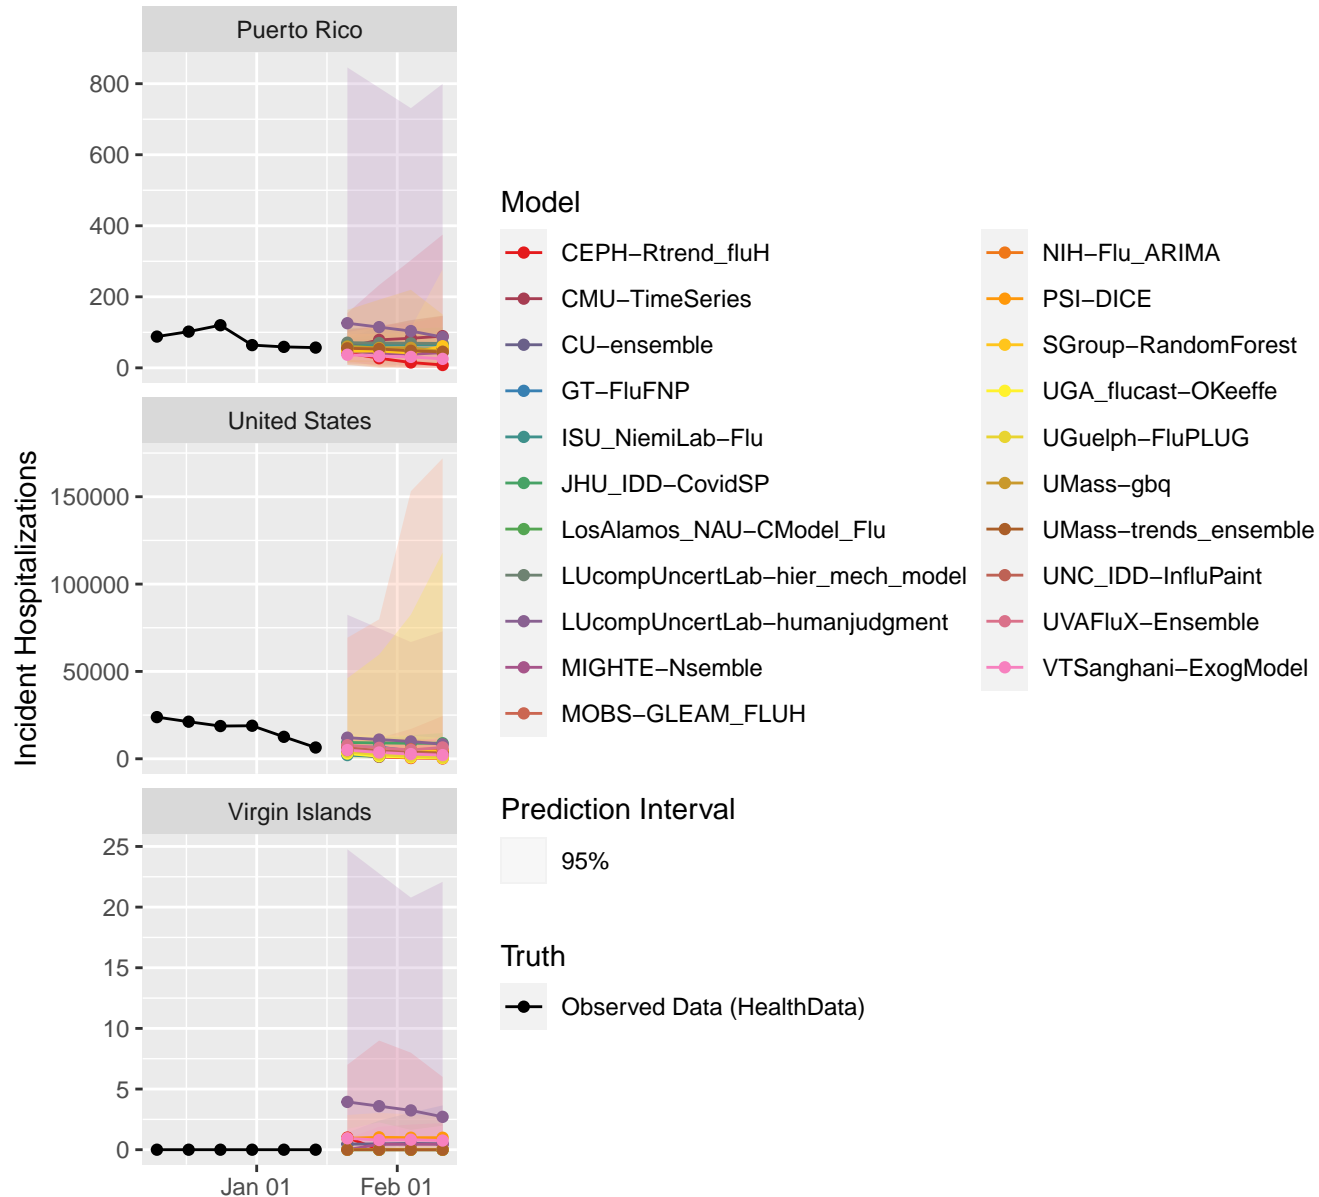 Puerto Rico
800
600
400
200
0
United States
150000
100000
50000
0
Virgin Islands
25
20
15
10
5
0
Jan 01
Feb 01
Incident Hospitalizations
Model
CEPH−Rtrend_fluH
CMU−TimeSeries
CU−ensemble
GT−FluFNP
ISU_NiemiLab−Flu
JHU_IDD−CovidSP
LosAlamos_NAU−CModel_Flu
LUcompUncertLab−hier_mech_model
LUcompUncertLab−humanjudgment
MIGHTE−Nsemble
MOBS−GLEAM_FLUH
NIH−Flu_ARIMA
PSI−DICE
SGroup−RandomForest
UGA_flucast−OKeeffe
UGuelph−FluPLUG
UMass−gbq
UMass−trends_ensemble
UNC_IDD−InfluPaint
UVAFluX−Ensemble
VTSanghani−ExogModel
Prediction Interval
95%
Truth
Observed Data (HealthData)